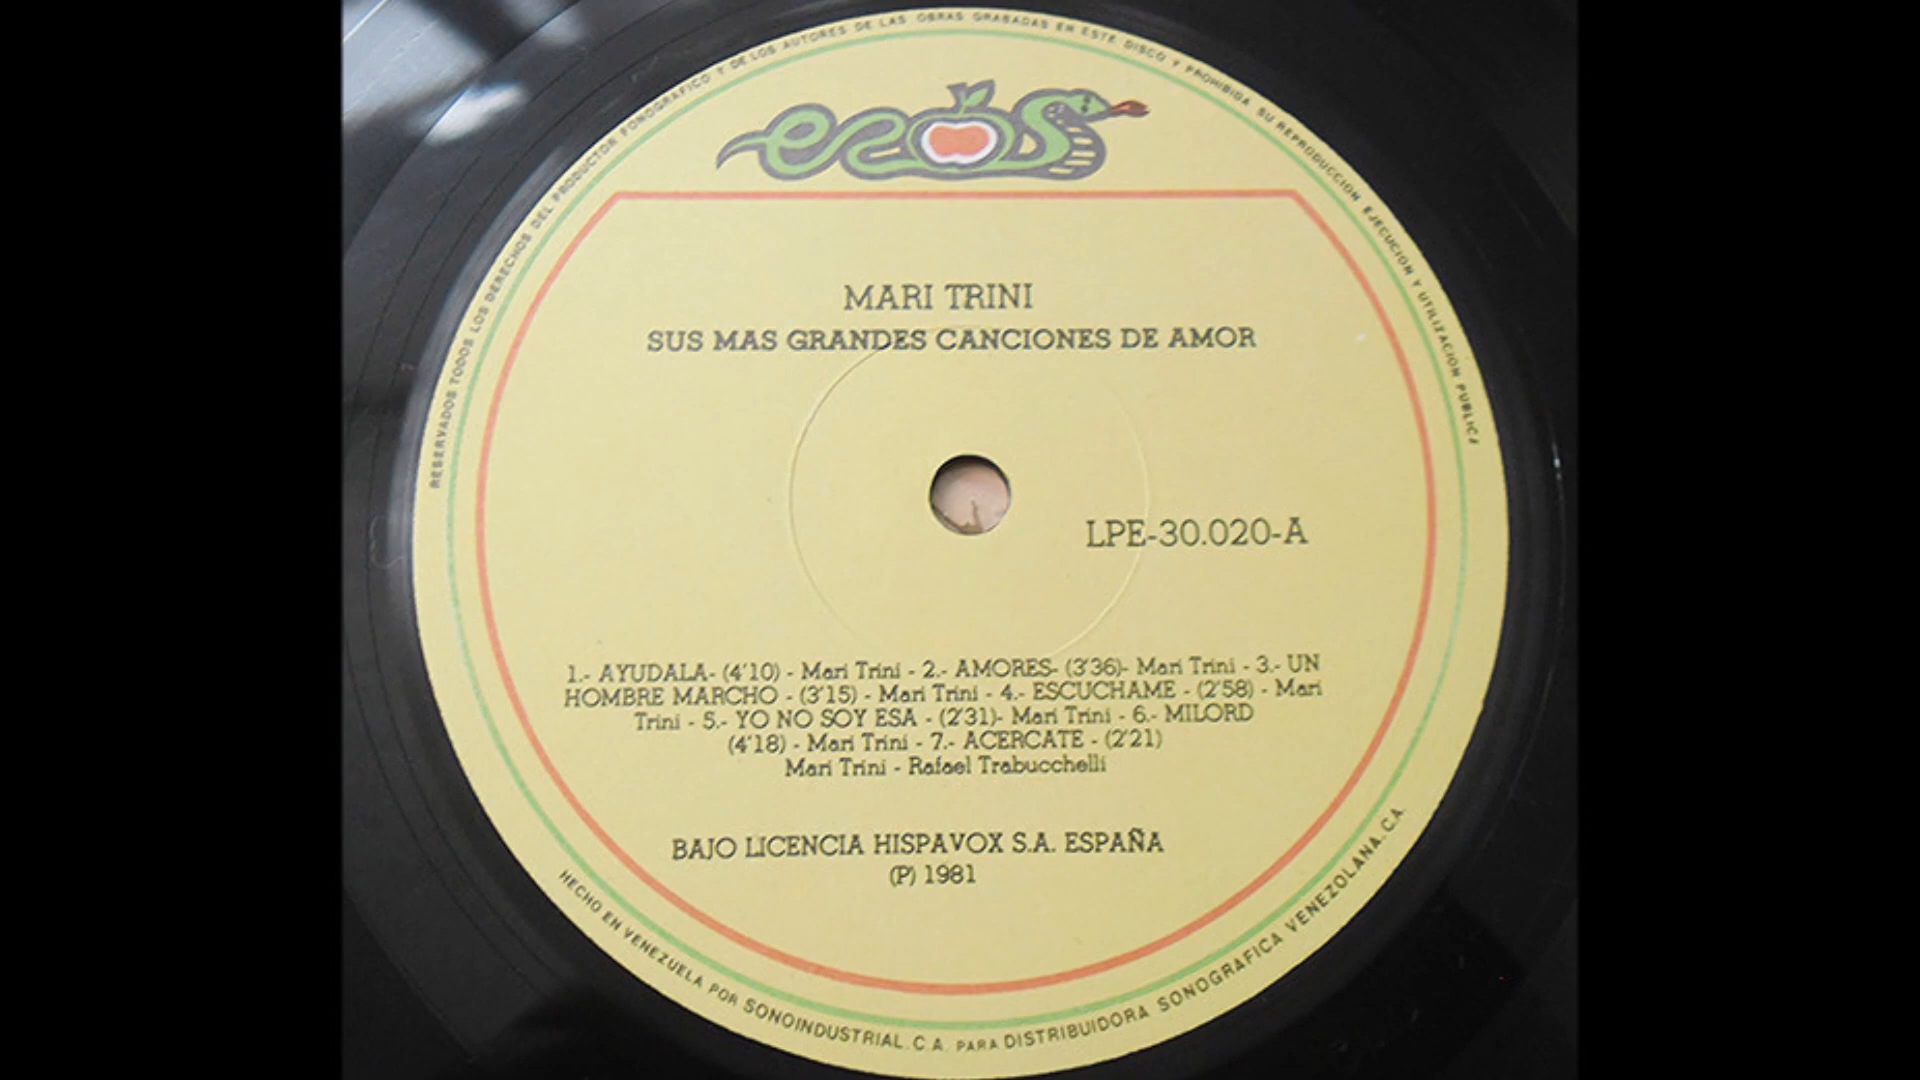 RESERVADOS TODOS LOS DERECHOS DEL PRODUCTOR FONOGRAFICO Y DE LOS AUTORES DE LAS OBRAS GRABADAS EN ESTE DISCO Y PROHIBIDA SU REPRODUCCION EJECUCION Y UTILIZACION PUBLICA
eros
MARI TRINI
SUS MAS GRANDES CANCIONES DE AMOR
LPE-30.020-A
1.- AYUDALA- (4'10) - Mari Trini - 2.- AMORES- (3'36)- Mari Trini - 3.- UN
HOMBRE MARCHO - (3'15) - Mari Trini - 4.- ESCUCHAME - (2'58) - Mari
Trini - 5.- YO NO SOY ESA - (2'31)- Mari Trini - 6.- MILORD
(4'18) - Mari Trini - 7.- ACERCATE - (2'21)
Mari Trini - Rafael Trabucchelli
BAJO LICENCIA HISPAVOX S.A. ESPAÑA
(P) 1981
HECHO EN VENEZUELA POR SONOINDUSTRIAL.C.A. PARA DISTRIBUIDORA SONOGRAFICA VENEZOLANA.C.A.